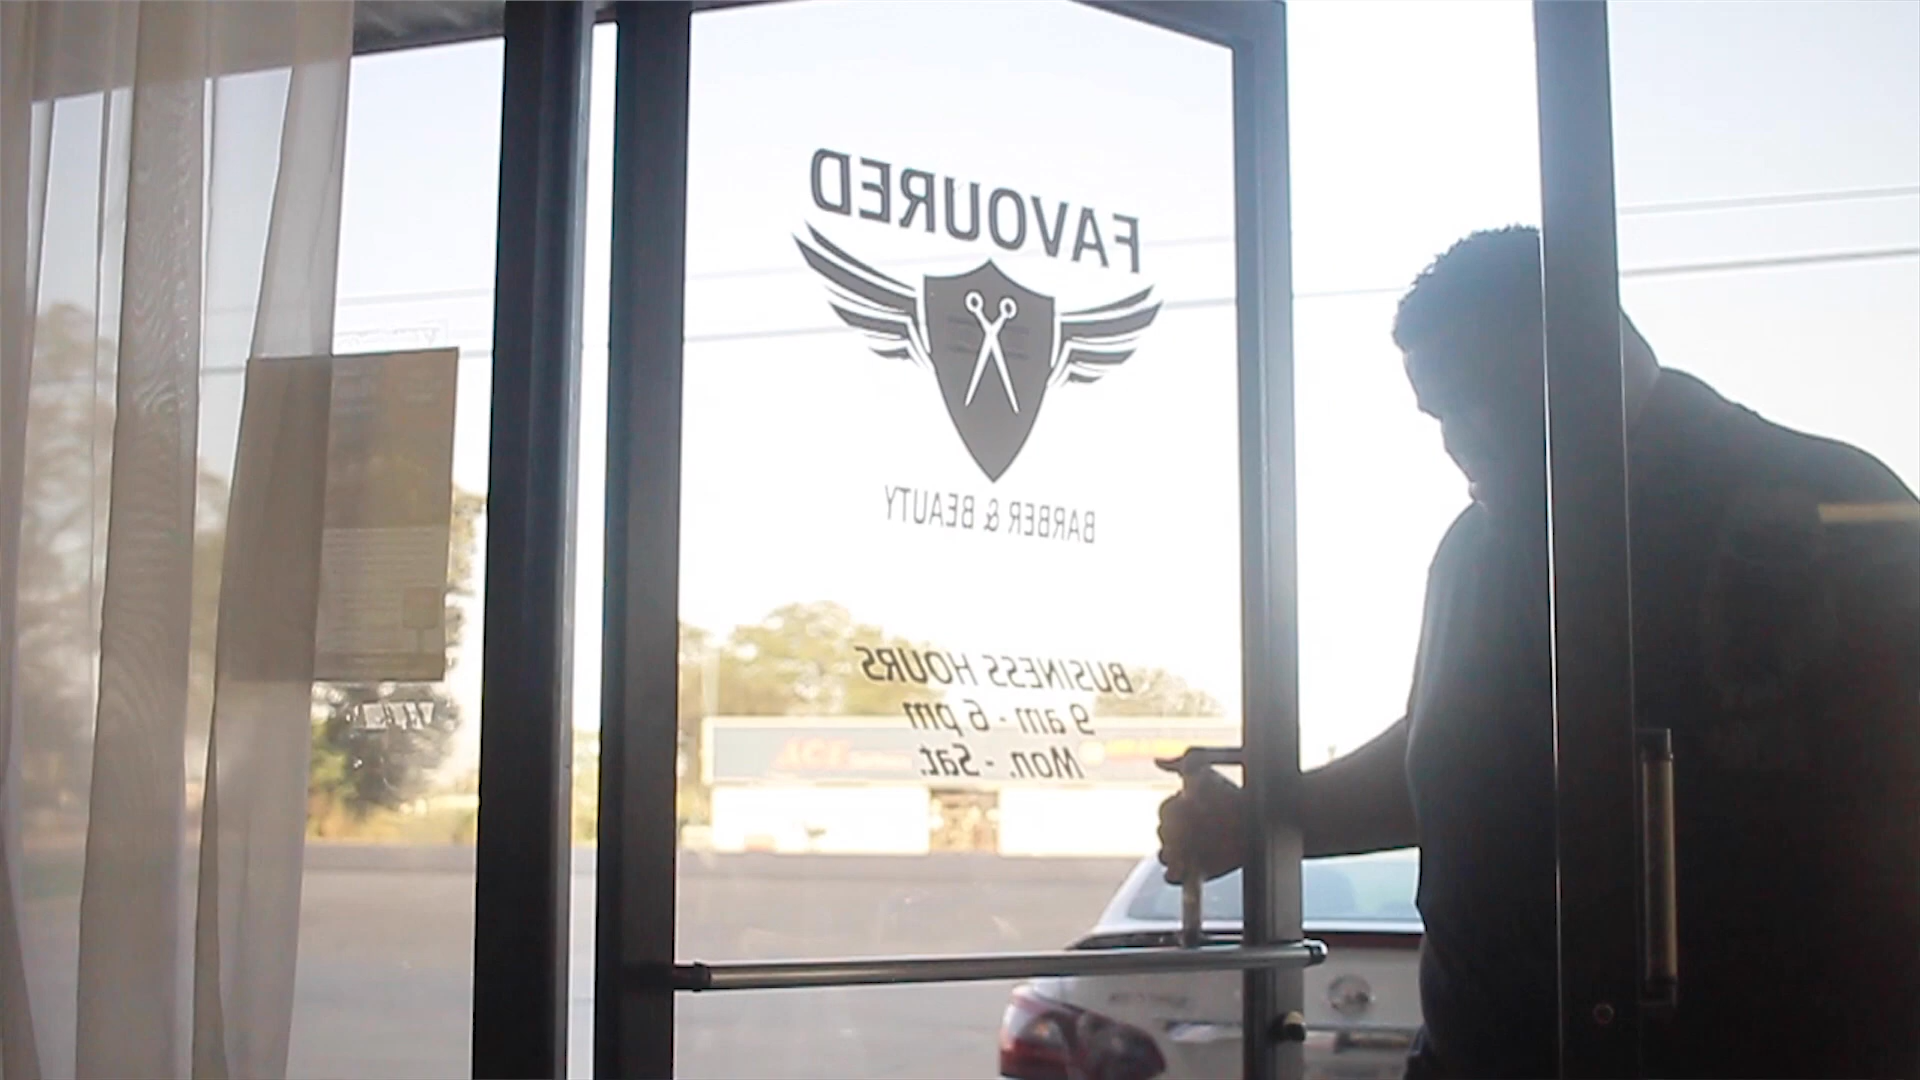 FAVOURED
BARBER & BEAUTY
BUSINESS HOURS
9 am - 6 pm
Mon. - Sat.